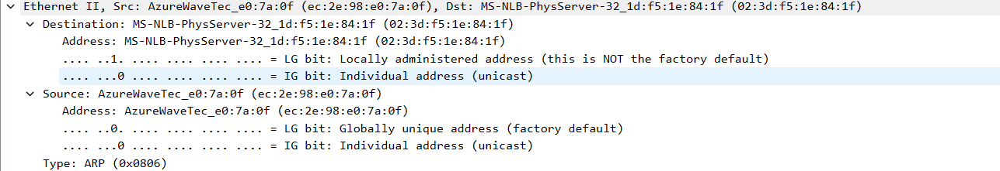 Ethernet II, Src: AzureWaveTec_e0:7a:0f (ec:2e:98:e0:7a:0f), Dst: MS-NLB-PhysServer-32_1d:f5:1e:84:1f (02:3d:f5:1e:84:1f)
Destination: MS-NLB-PhysServer-32_1d:f5:1e:84:1f (02:3d:f5:1e:84:1f)
Address: MS-NLB-PhysServer-32_1d:f5:1e:84:1f (02:3d:f5:1e:84:1f)
.... ..1. .... .... .... .... = LG bit: Locally administered address (this is NOT the factory default)
.... ...0 .... .... .... .... = IG bit: Individual address (unicast)
Source: AzureWaveTec_e0:7a:0f (ec:2e:98:e0:7a:0f)
Address: AzureWaveTec_e0:7a:0f (ec:2e:98:e0:7a:0f)
.... ..0. .... .... .... .... = LG bit: Globally unique address (factory default)
.... ...0 .... .... .... .... = IG bit: Individual address (unicast)
Type: ARP (0x0806)